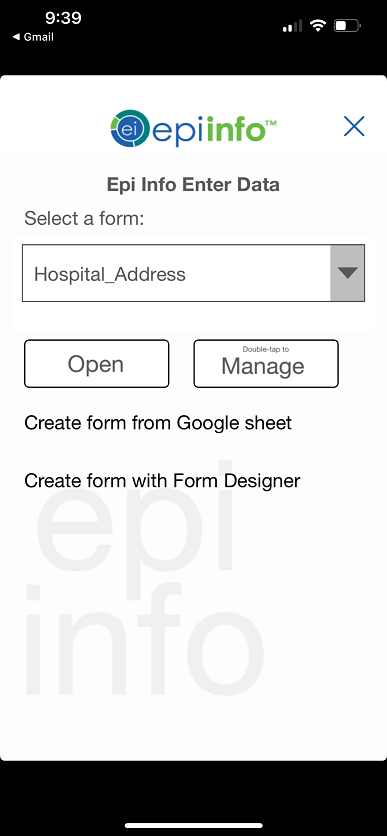 9:39
◄ Gmail
ei epiinfo™
Epi Info Enter Data
Select a form:
Hospital_Address
Open
Double-tap to
Manage
Create form from Google sheet
Create form with Form Designer
epi
info